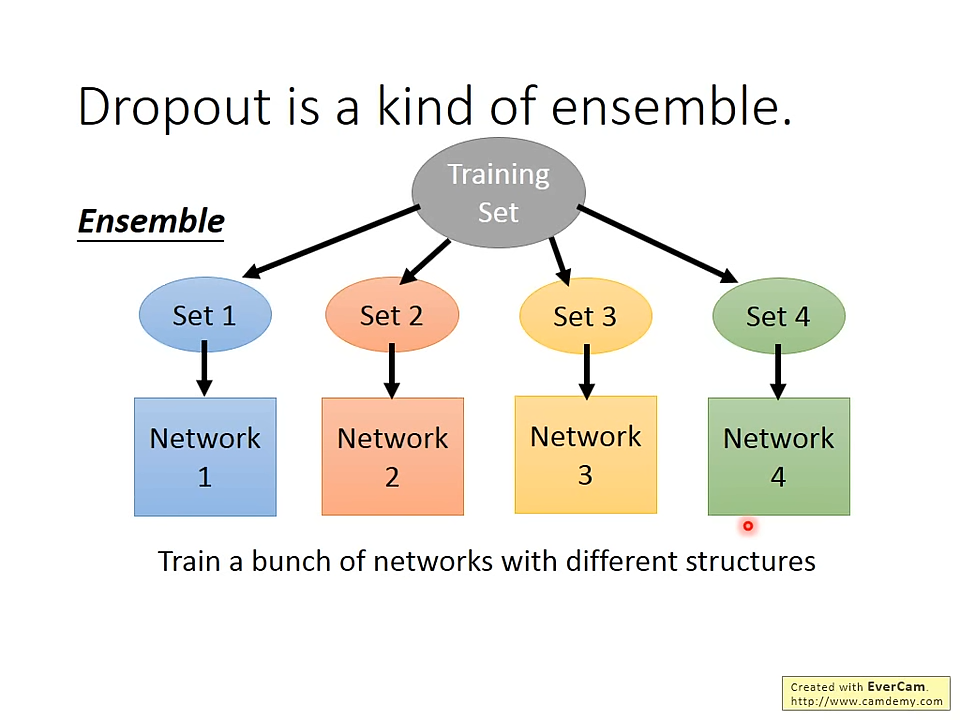 Dropout is a kind of ensemble.
Training
Set
Ensemble
Set 1
Set 2
Set 3
Set 4
Network
1
Network
2
Network
3
Network
4
Train a bunch of networks with different structures
Created with EverCam.
http://www.camdemy.com